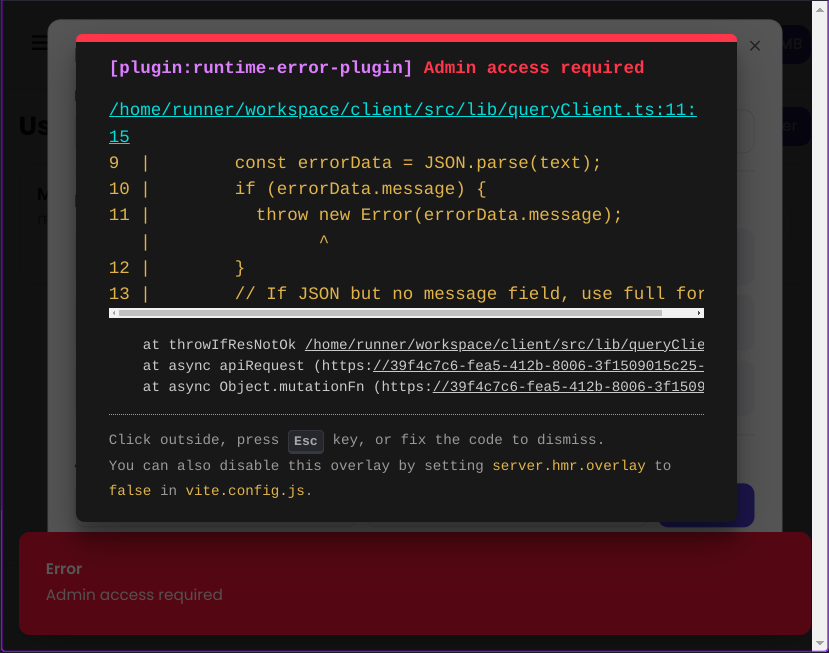 MB
[plugin:runtime-error-plugin] Admin access required
/home/runner/workspace/client/src/lib/queryClient.ts:11:
15
Us
er
9  |        const errorData = JSON.parse(text);
10 |        if (errorData.message) {
11 |          throw new Error(errorData.message);
   |                ^
12 |        }
13 |        // If JSON but no message field, use full for
at throwIfResNotOk /home/runner/workspace/client/src/lib/queryClie
at async apiRequest (https://39f4c7c6-fea5-412b-8006-3f1509015c25-
at async Object.mutationFn (https://39f4c7c6-fea5-412b-8006-3f1509
Click outside, press Esc key, or fix the code to dismiss.
You can also disable this overlay by setting server.hmr.overlay to
false in vite.config.js.
Error
Admin access required